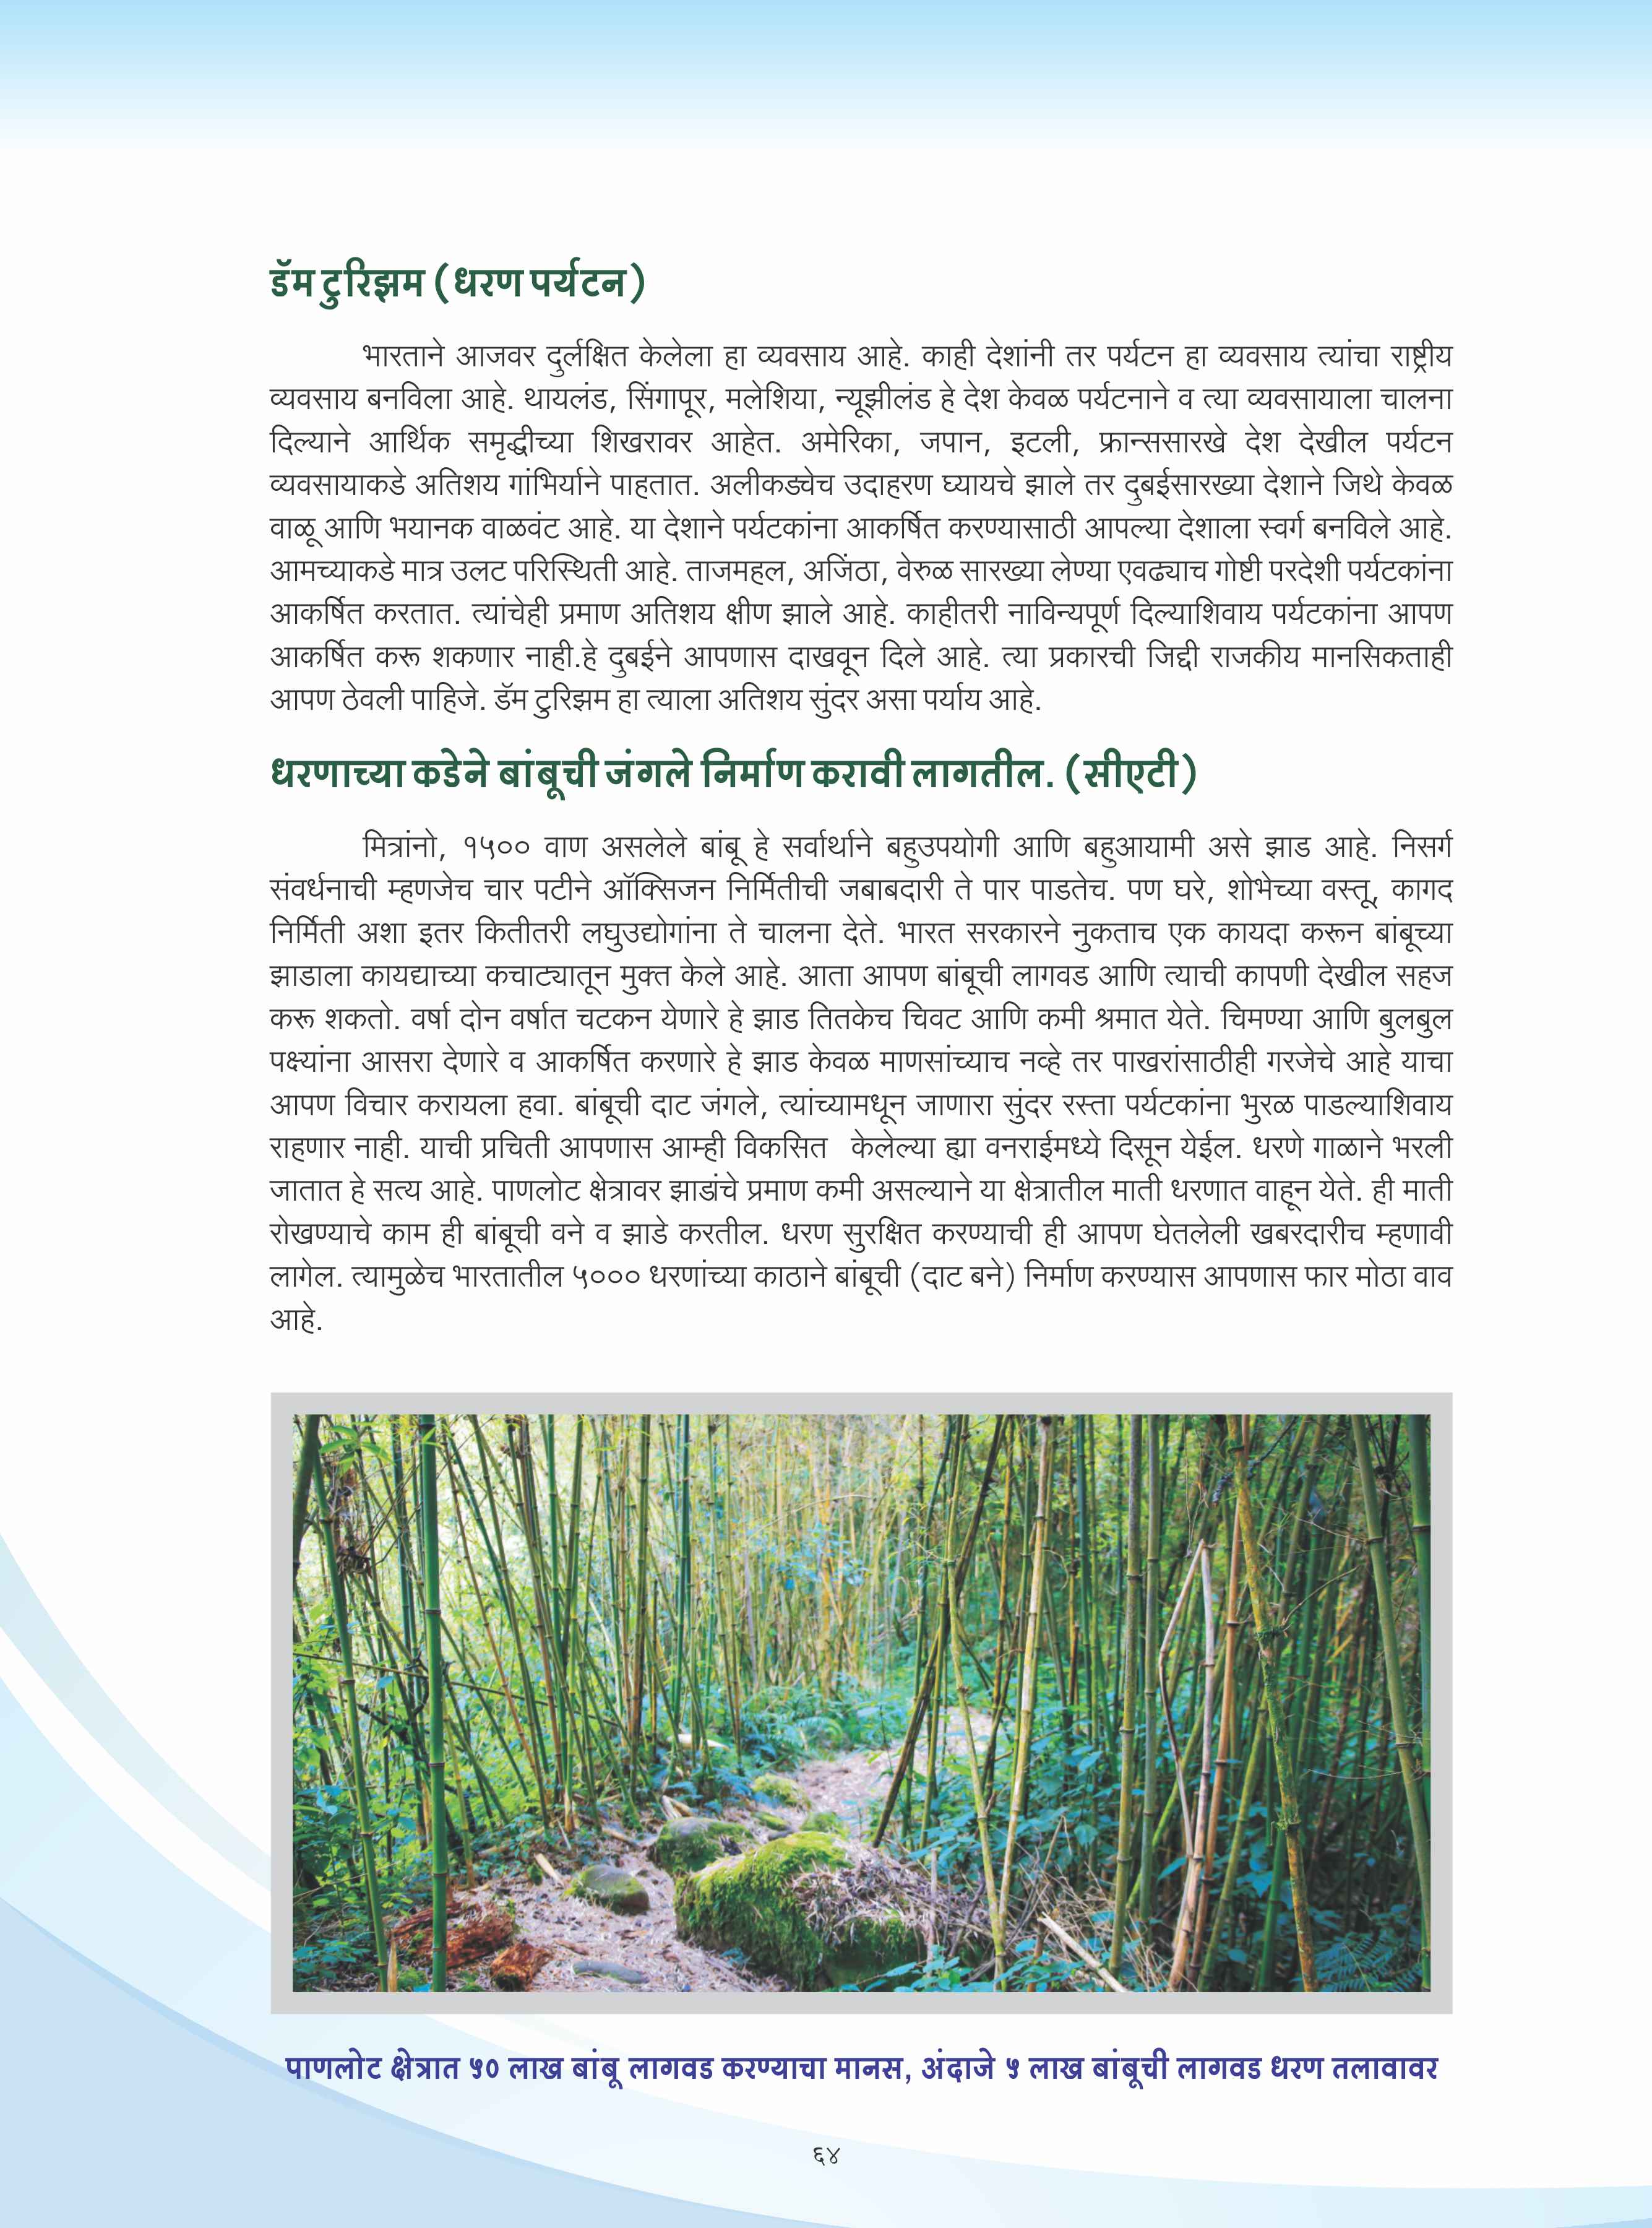 डॅम टुरिझम (धरण पर्यटन)
भारताने आजवर दुर्लक्षित केलेला हा व्यवसाय आहे. काही देशांनी तर पर्यटन हा व्यवसाय त्यांचा राष्ट्रीय
व्यवसाय बनविला आहे. थायलंड, सिंगापूर, मलेशिया, न्यूझीलंड हे देश केवळ पर्यटनाने व त्या व्यवसायाला चालना
दिल्याने आर्थिक समृद्धीच्या शिखरावर आहेत. अमेरिका, जपान, इटली, फ्रान्ससारखे देश देखील पर्यटन
व्यवसायाकडे अतिशय गांभिर्याने पाहतात. अलीकडचेच उदाहरण घ्यायचे झाले तर दुबईसारख्या देशाने जिथे केवळ
वाळू आणि भयानक वाळवंट आहे. या देशाने पर्यटकांना आकर्षित करण्यासाठी आपल्या देशाला स्वर्ग बनविले आहे.
आमच्याकडे मात्र उलट परिस्थिती आहे. ताजमहल, अजिंठा, वेरुळ सारख्या लेण्या एवढ्याच गोष्टी परदेशी पर्यटकांना
आकर्षित करतात. त्यांचेही प्रमाण अतिशय क्षीण झाले आहे. काहीतरी नाविन्यपूर्ण दिल्याशिवाय पर्यटकांना आपण
आकर्षित करू शकणार नाही.हे दुबईने आपणास दाखवून दिले आहे. त्या प्रकारची जिद्दी राजकीय मानसिकताही
आपण ठेवली पाहिजे. डॅम टुरिझम हा त्याला अतिशय सुंदर असा पर्याय आहे.
धरणाच्या कडेने बांबूची जंगले निर्माण करावी लागतील. (सीएटी)
मित्रांनो, १५०० वाण असलेले बांबू हे सर्वार्थाने बहुउपयोगी आणि बहुआयामी असे झाड आहे. निसर्ग
संवर्धनाची म्हणजेच चार पटीने ऑक्सिजन निर्मितीची जबाबदारी ते पार पाडतेच. पण घरे, शोभेच्या वस्तू, कागद
निर्मिती अशा इतर कितीतरी लघुउद्योगांना ते चालना देते. भारत सरकारने नुकताच एक कायदा करून बांबूच्या
झाडाला कायद्याच्या कचाट्यातून मुक्त केले आहे. आता आपण बांबूची लागवड आणि त्याची कापणी देखील सहज
करू शकतो. वर्षा दोन वर्षात चटकन येणारे हे झाड तितकेच चिवट आणि कमी श्रमात येते. चिमण्या आणि बुलबुल
पक्ष्यांना आसरा देणारे व आकर्षित करणारे हे झाड केवळ माणसांच्याच नव्हे तर पाखरांसाठीही गरजेचे आहे याचा
आपण विचार करायला हवा. बांबूची दाट जंगले, त्यांच्यामधून जाणारा सुंदर रस्ता पर्यटकांना भुरळ पाडल्याशिवाय
राहणार नाही. याची प्रचिती आपणास आम्ही विकसित केलेल्या ह्या वनराईमध्ये दिसून येईल. धरणे गाळाने भरली
जातात हे सत्य आहे. पाणलोट क्षेत्रावर झाडांचे प्रमाण कमी असल्याने या क्षेत्रातील माती धरणात वाहून येते. ही माती
रोखण्याचे काम ही बांबूची वने व झाडे करतील. धरण सुरक्षित करण्याची ही आपण घेतलेली खबरदारीच म्हणावी
लागेल. त्यामुळेच भारतातील ५००० धरणांच्या काठाने बांबूची (दाट बने) निर्माण करण्यास आपणास फार मोठा वाव
आहे.
पाणलोट क्षेत्रात ५० लाख बांबू लागवड करण्याचा मानस, अंदाजे ५ लाख बांबूची लागवड धरण तलावावर
६४